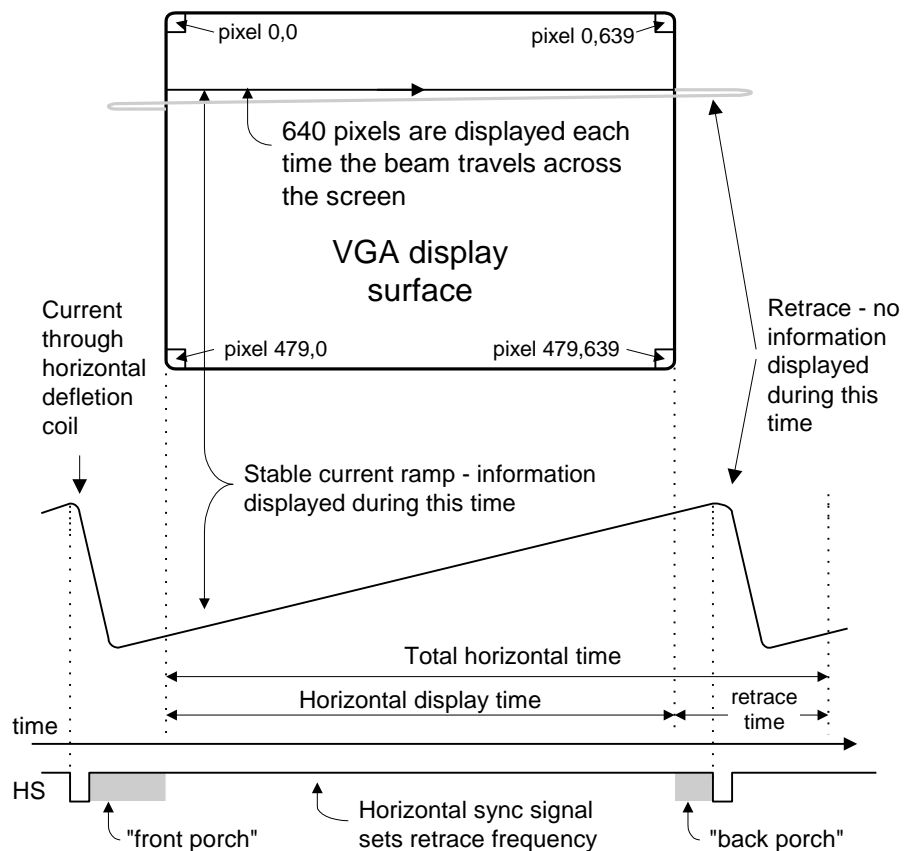 pixel 0,0
pixel 0,639
640 pixels are displayed each
time the beam travels across
the screen
VGA display
surface
pixel 479,0
pixel 479,639
Current
through
horizontal
defletion
coil
Retrace - no
information
displayed
during this
time
Stable current ramp - information
displayed during this time
Total horizontal time
Horizontal display time
retrace
time
time
HS
"front porch"
Horizontal sync signal
sets retrace frequency
"back porch"